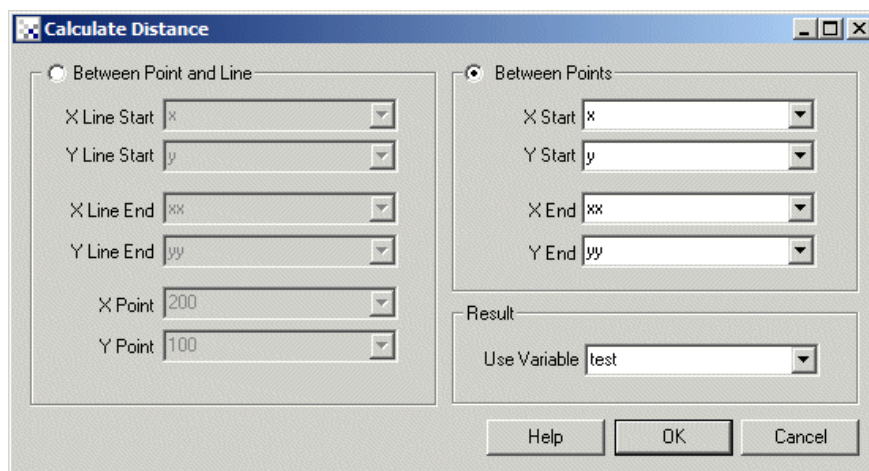 Calculate Distance
Between Point and Line
X Line Start x
Y Line Start y
X Line End xx
Y Line End yy
X Point 200
Y Point 100
Between Points
X Start x
Y Start y
X End xx
Y End yy
Result
Use Variable test
Help OK Cancel